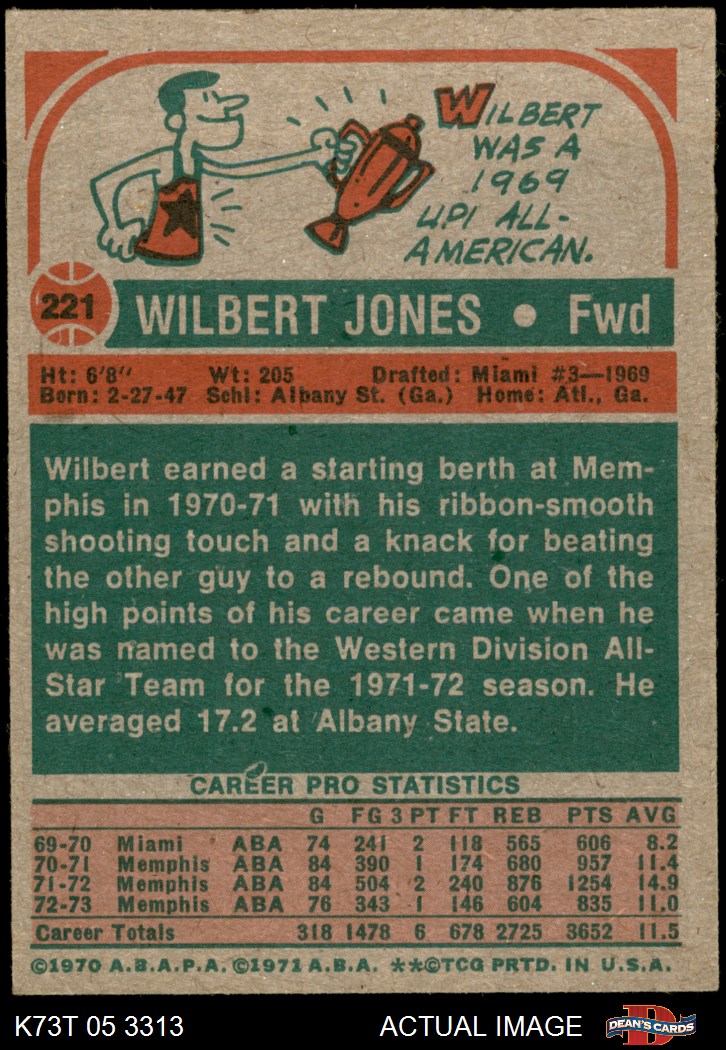 WILBERT
WAS A
1969
UPI ALL-
AMERICAN.
221 WILBERT JONES • Fwd
Ht: 6'8" Wt: 205 Drafted: Miami #3—1969
Born: 2-27-47 Schl: Albany St. (Ga.) Home: Atl., Ga.
Wilbert earned a starting berth at Mem-
phis in 1970-71 with his ribbon-smooth
shooting touch and a knack for beating
the other guy to a rebound. One of the
high points of his career came when he
was named to the Western Division All-
Star Team for the 1971-72 season. He
averaged 17.2 at Albany State.
CAREER PRO STATISTICS
G FG 3 PT FT REB PTS AVG
69-70 Miami ABA 74 241 2 118 565 606 8.2
70-71 Memphis ABA 84 390 1 174 680 957 11.4
71-72 Memphis ABA 84 504 2 240 876 1254 14.9
72-73 Memphis ABA 76 343 1 146 604 835 11.0
Career Totals 318 1478 6 678 2725 3652 11.5
©1970 A.B.A.P.A. ©1971 A.B.A. **©TCG PRTD. IN U.S.A.
K73T 05 3313 ACTUAL IMAGE DEAN'S CARDS